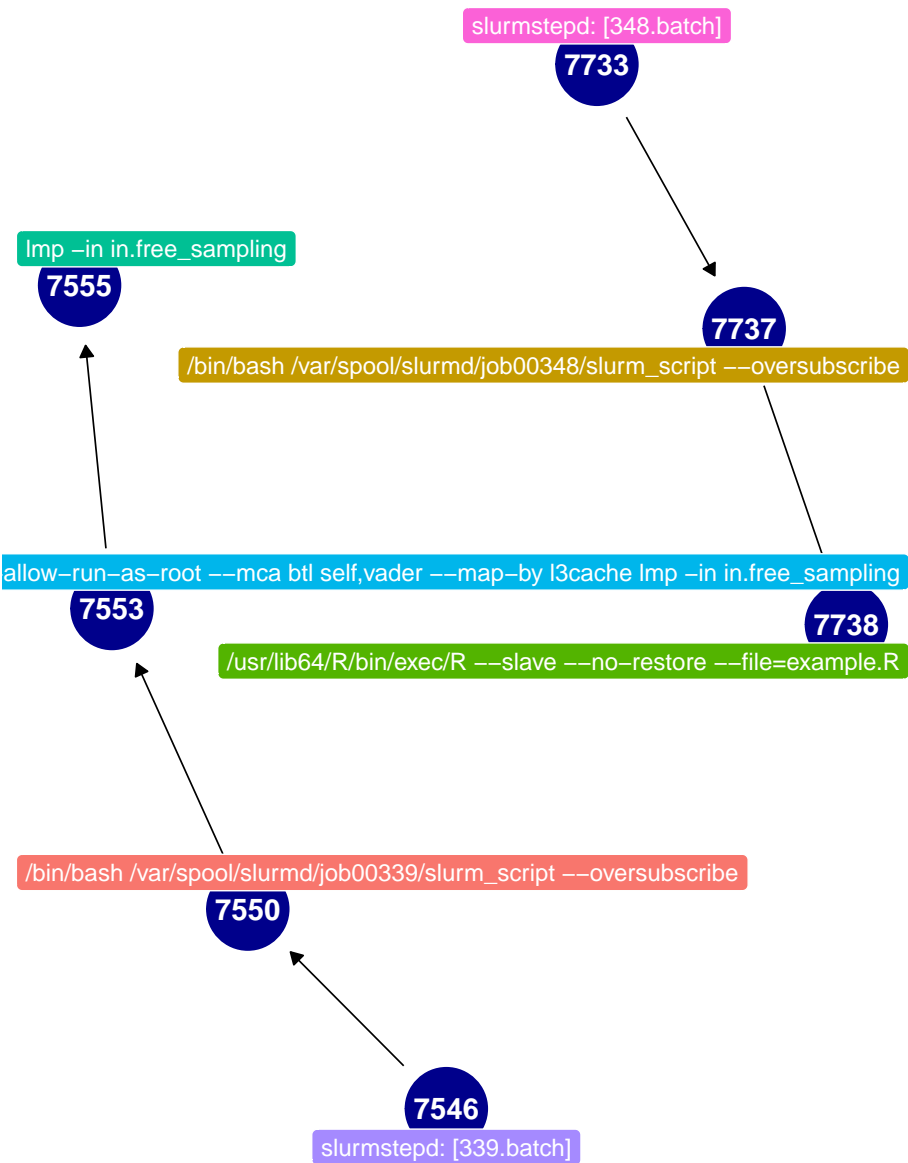 slurmstepd: [348.batch]
7733
lmp −in in.free_sampling
7555
7737
/bin/bash /var/spool/slurmd/job00348/slurm_script −−oversubscribe
allow−run−as−root −−mca btl self,vader −−map−by l3cache lmp −in in.free_sampling
7553
7738
/usr/lib64/R/bin/exec/R −−slave −−no−restore −−file=example.R
/bin/bash /var/spool/slurmd/job00339/slurm_script −−oversubscribe
7550
7546
slurmstepd: [339.batch]